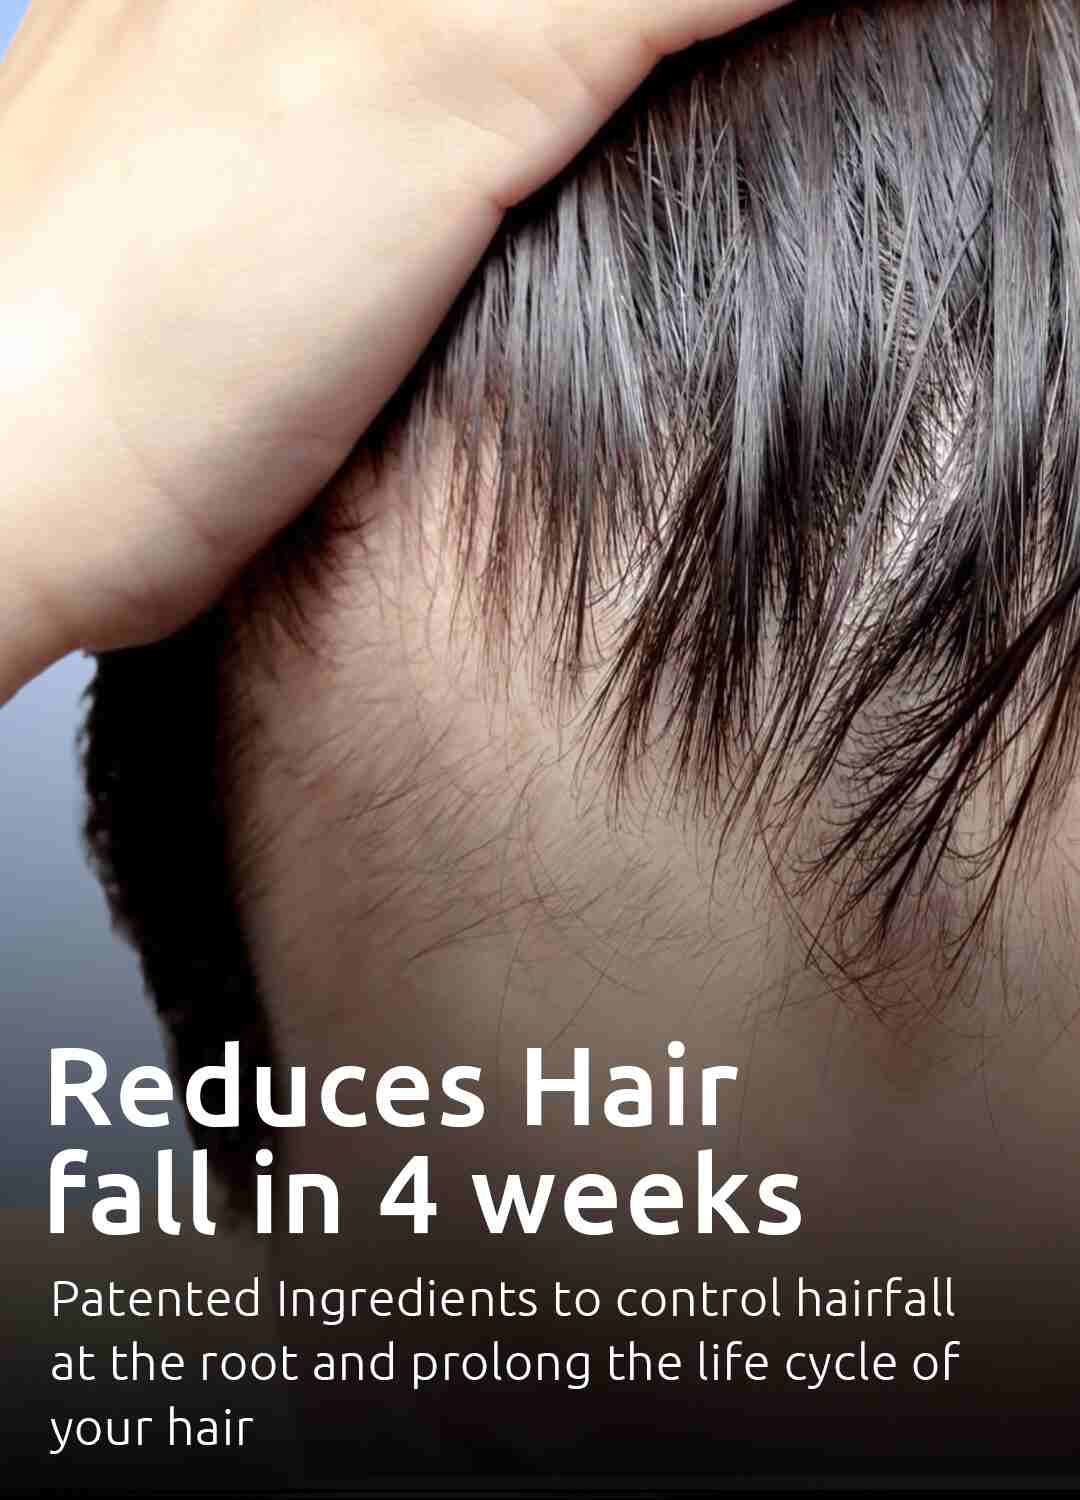 Reduces Hair
fall in 4 weeks
Patented Ingredients to control hairfall
at the root and prolong the life cycle of
your hair